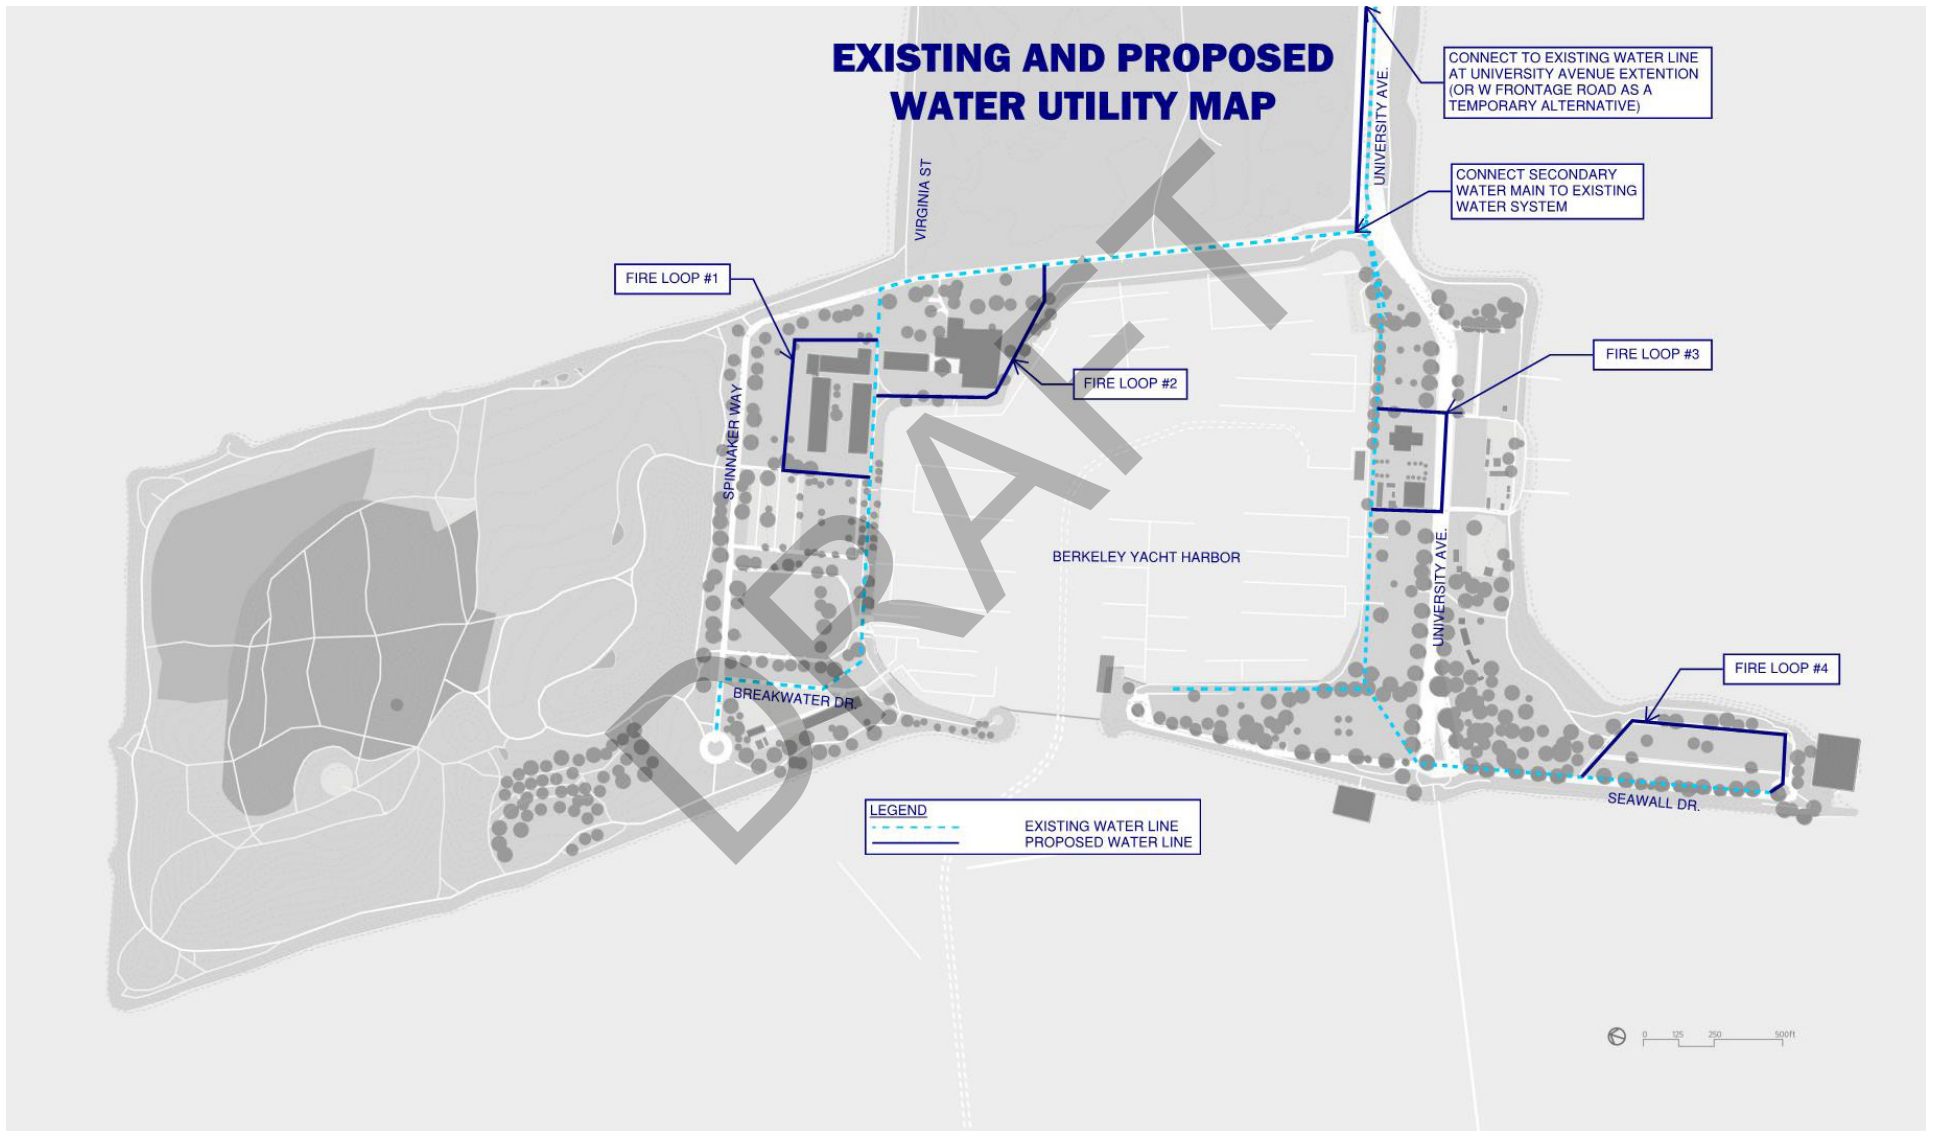 EXISTING AND PROPOSED
WATER UTILITY MAP
CONNECT TO EXISTING WATER LINE
AT UNIVERSITY AVENUE EXTENTION
(OR W FRONTAGE ROAD AS A
TEMPORARY ALTERNATIVE)
UNIVERSITY AVE.
CONNECT SECONDARY
WATER MAIN TO EXISTING
WATER SYSTEM
VIRGINIA ST
FIRE LOOP #1
FIRE LOOP #2
FIRE LOOP #3
SPINNAKER WAY
DRAFT
BERKELEY YACHT HARBOR
UNIVERSITY AVE.
FIRE LOOP #4
BREAKWATER DR.
SEAWALL DR.
LEGEND
EXISTING WATER LINE
PROPOSED WATER LINE
0 125 250 500ft